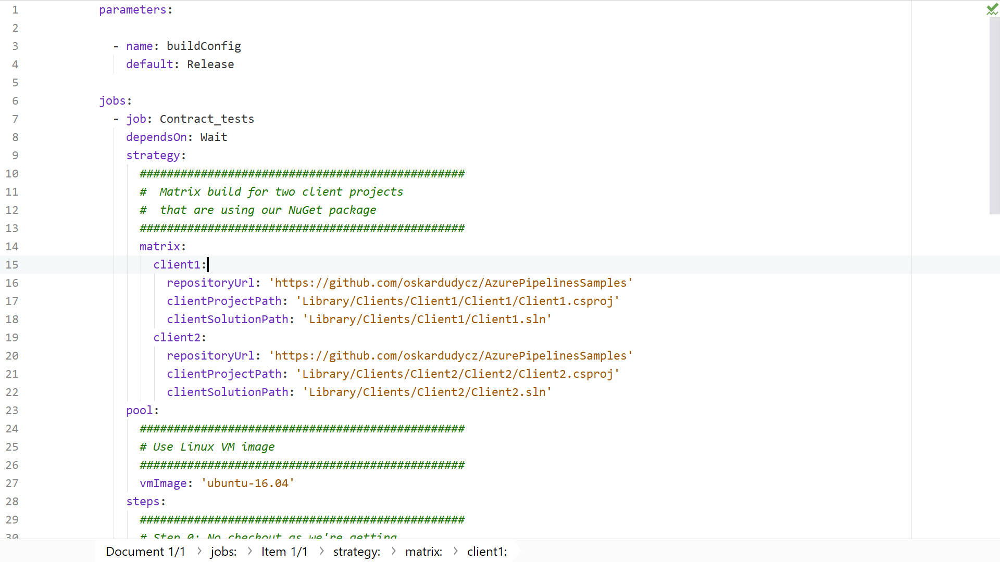 1 parameters:
2
3 - name: buildConfig
4 default: Release
5
6 jobs:
7 - job: Contract_tests
8 dependsOn: Wait
9 strategy:
10 ################################################
11 #  Matrix build for two client projects
12 #  that are using our NuGet package
13 ################################################
14 matrix:
15 client1:
16 repositoryUrl: 'https://github.com/oskardudycz/AzurePipelinesSamples'
17 clientProjectPath: 'Library/Clients/Client1/Client1/Client1.csproj'
18 clientSolutionPath: 'Library/Clients/Client1/Client1.sln'
19 client2:
20 repositoryUrl: 'https://github.com/oskardudycz/AzurePipelinesSamples'
21 clientProjectPath: 'Library/Clients/Client2/Client2/Client2.csproj'
22 clientSolutionPath: 'Library/Clients/Client2/Client2.sln'
23 pool:
24 ################################################
25 # Use Linux VM image
26 ################################################
27 vmImage: 'ubuntu-16.04'
28 steps:
29 ################################################
30 # Step 0: No checkout as we're getting
Document 1/1 › jobs: › Item 1/1 › strategy: › matrix: › client1: